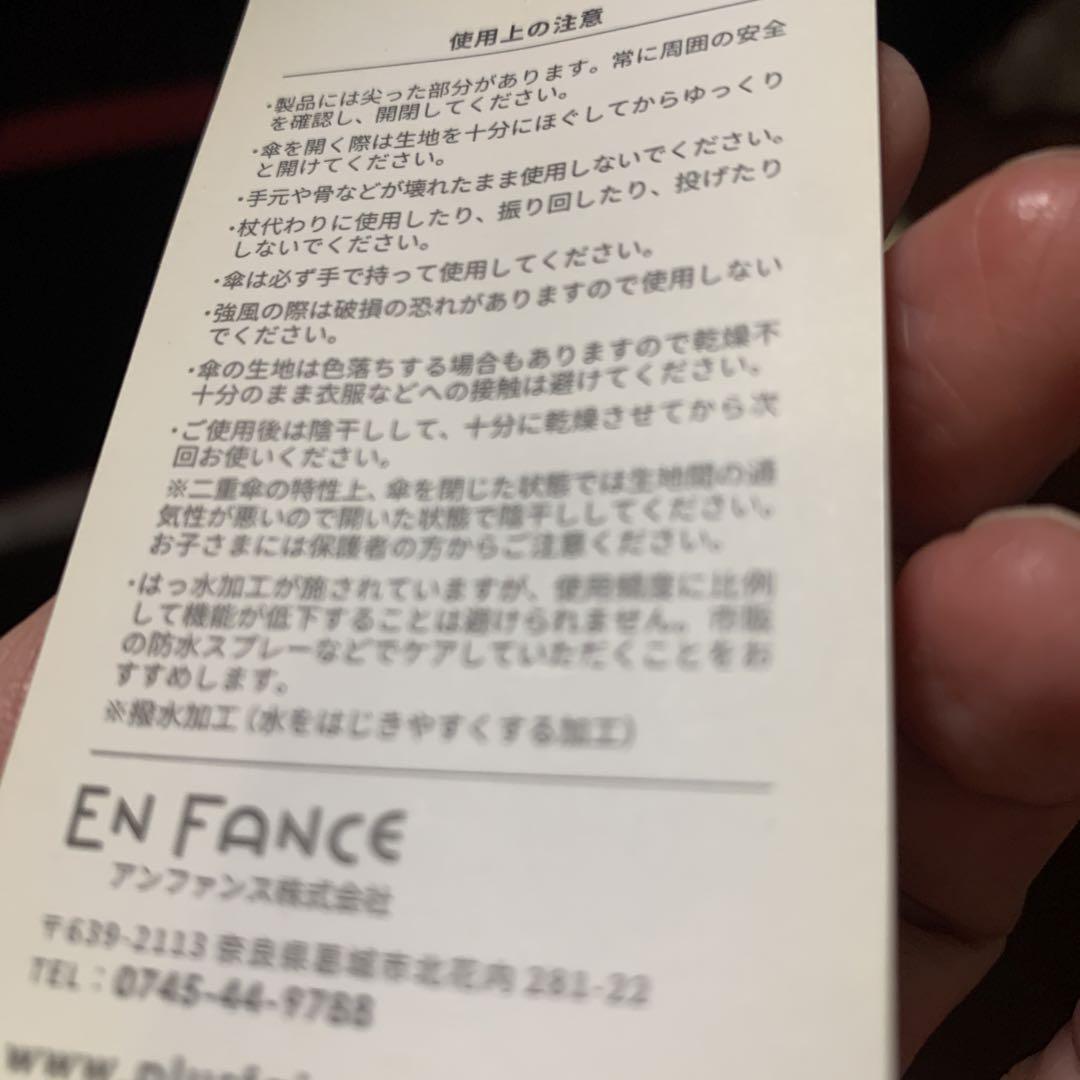 使用上の注意
・製品には尖った部分があります。常に周囲の安全
を確認し、開閉してください。
・傘を開く際は生地を十分にほぐしてからゆっくり
と開けてください。
・手元や骨などが壊れたまま使用しないでください。
・杖代わりに使用したり、振り回したり、投げたり
しないでください。
・傘は必ず手で持って使用してください。
・強風の際は破損の恐れがありますので使用しない
でください。
・傘の生地は色落ちする場合もありますので乾燥不
十分のまま衣服などへの接触は避けてください。
・ご使用後は陰干しして、十分に乾燥させてから次
回お使いください。
※二重傘の特性上、傘を閉じた状態では生地間の通
気性が悪いので開いた状態で陰干ししてください。
お子さまには保護者の方からご注意ください。
・はっ水加工が施されていますが、使用頻度に比例
して機能が低下することは避けられません。市販
の防水スプレーなどでケアしていただくことをお
すすめします。
※撥水加工（水をはじきやすくする加工）
EN FANCE
アンファンス株式会社
〒639-2113 奈良県葛城市北花内 281-22
TEL：0745-44-9788
www.